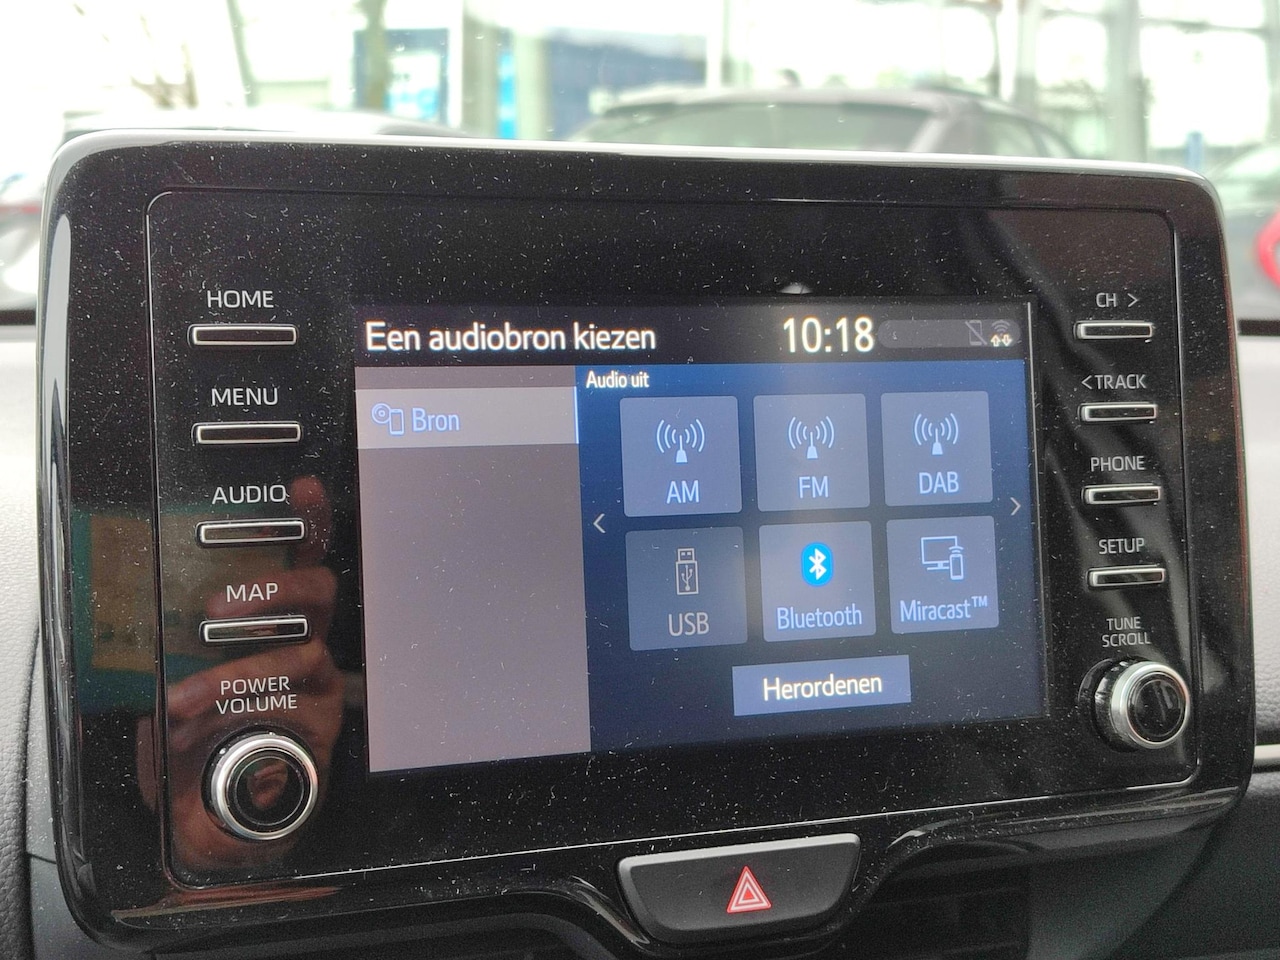 HOME
MENU
AUDIO
MAP
POWER
VOLUME
Een audiobron kiezen 10:18
Bron
Audio uit
AM FM DAB
USB Bluetooth Miracast™
Herordenen
CH >
< TRACK
PHONE
SETUP
TUNE
SCROLL